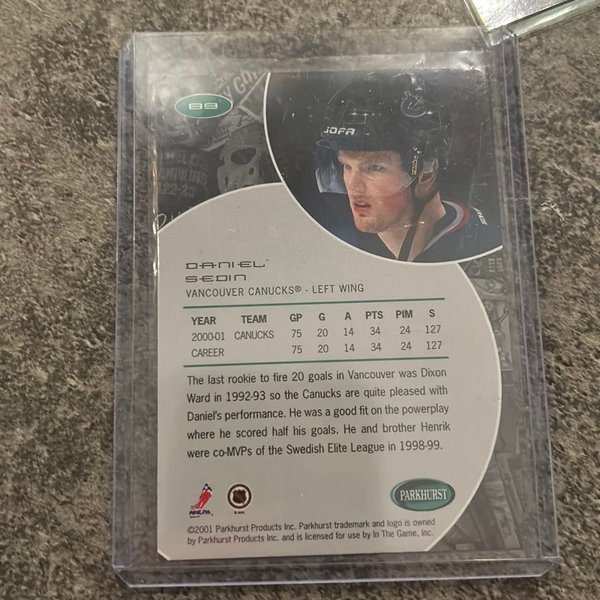 89
JOFA
DANIEL
SEDIN
VANCOUVER CANUCKS® - LEFT WING
YEAR TEAM GP G A PTS PIM S
2000-01 CANUCKS 75 20 14 34 24 127
CAREER 75 20 14 34 24 127
The last rookie to fire 20 goals in Vancouver was Dixon
Ward in 1992-93 so the Canucks are quite pleased with
Daniel's performance. He was a good fit on the powerplay
where he scored half his goals. He and brother Henrik
were co-MVPs of the Swedish Elite League in 1998-99.
NHLPA
PARKHURST
©2001 Parkhurst Products Inc. Parkhurst trademark and logo is owned
by Parkhurst Products Inc. and is licensed for use by In The Game, Inc.